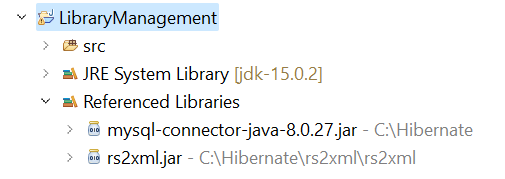 LibraryManagement
src
JRE System Library [jdk-15.0.2]
Referenced Libraries
mysql-connector-java-8.0.27.jar - C:\Hibernate
rs2xml.jar - C:\Hibernate\rs2xml\rs2xml